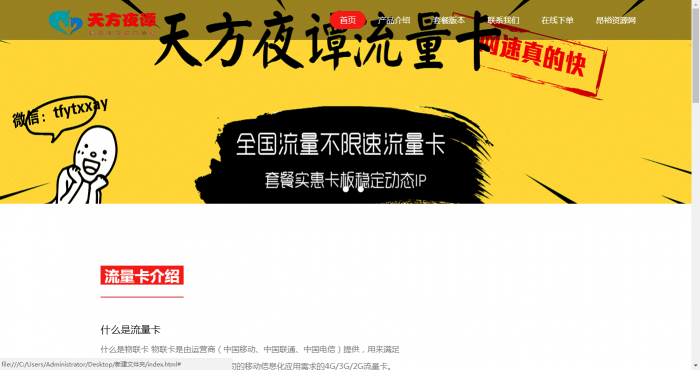 天方夜谭
首页
产品介绍
套餐版本
联系我们
在线下单
昂裕资源网
天方夜谭流量卡
网速真的快
微信：tfytxxay
全国流量不限速流量卡
套餐实惠卡板稳定动态IP
流量卡介绍
什么是流量卡
什么是物联卡 物联卡是由运营商（中国移动、中国联通、中国电信）提供，用来满足
的移动信息化应用需求的4G/3G/2G流量卡。
file:///C:/Users/Administrator/Desktop/新建文件夹/index.html#